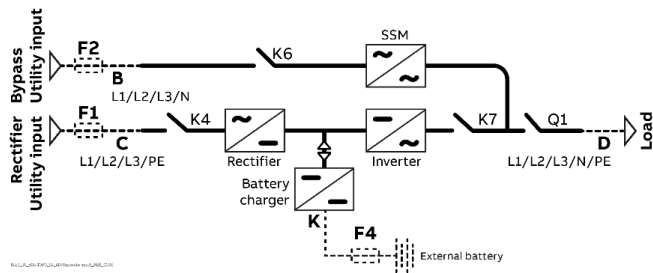 Bypass
Utility input
F2
B
L1/L2/L3/N
K6
SSM
Rectifier
Utility input
F1
C
L1/L2/L3/PE
K4
Rectifier
Inverter
K7
Q1
D
L1/L2/L3/N/PE
Load
Battery
charger
K
F4
External battery